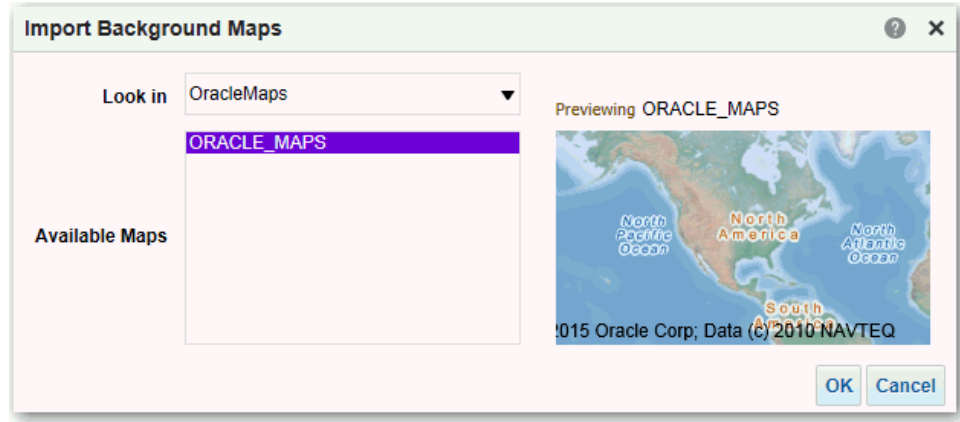 Import Background Maps
?
Look in
OracleMaps
Previewing ORACLE_MAPS
ORACLE_MAPS
Available Maps
North
Pacific
Ocean
North
America
North
Atlantic
Ocean
South
America
2015 Oracle Corp; Data (c) 2010 NAVTEQ
OK
Cancel